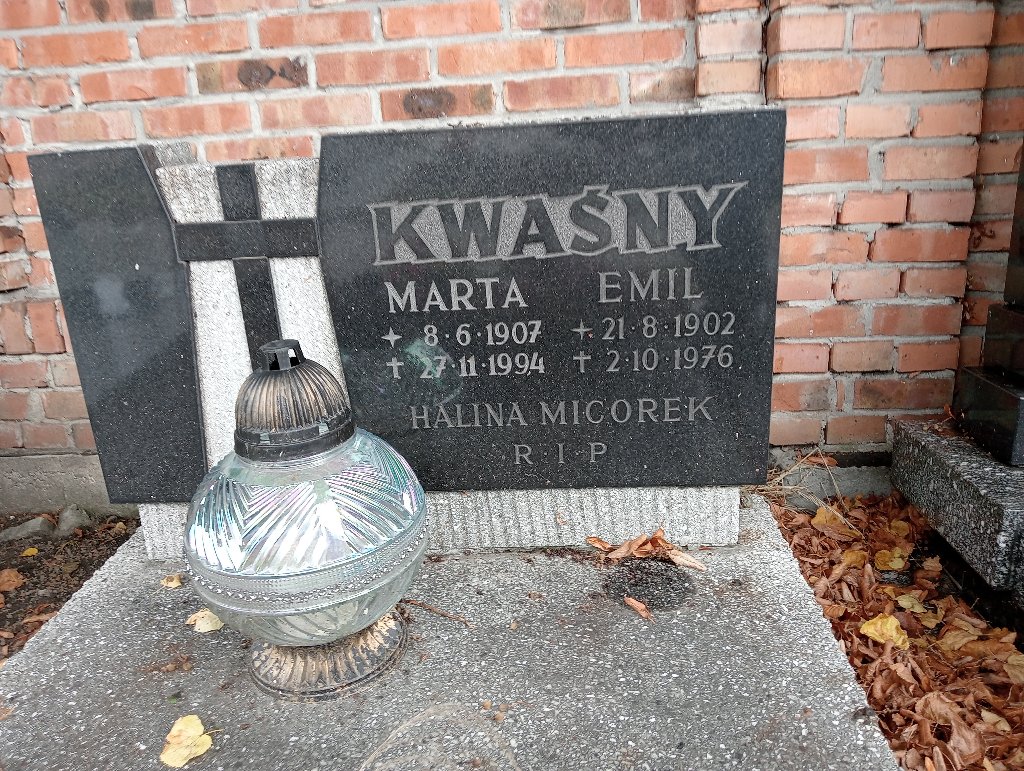 KWAŚNY
MARTA EMIL
✦ 8·6·1907 ✦ 21·8·1902
✝ 27·11·1994 ✝ 2·10·1976
HALINA MICOREK
R·I·P